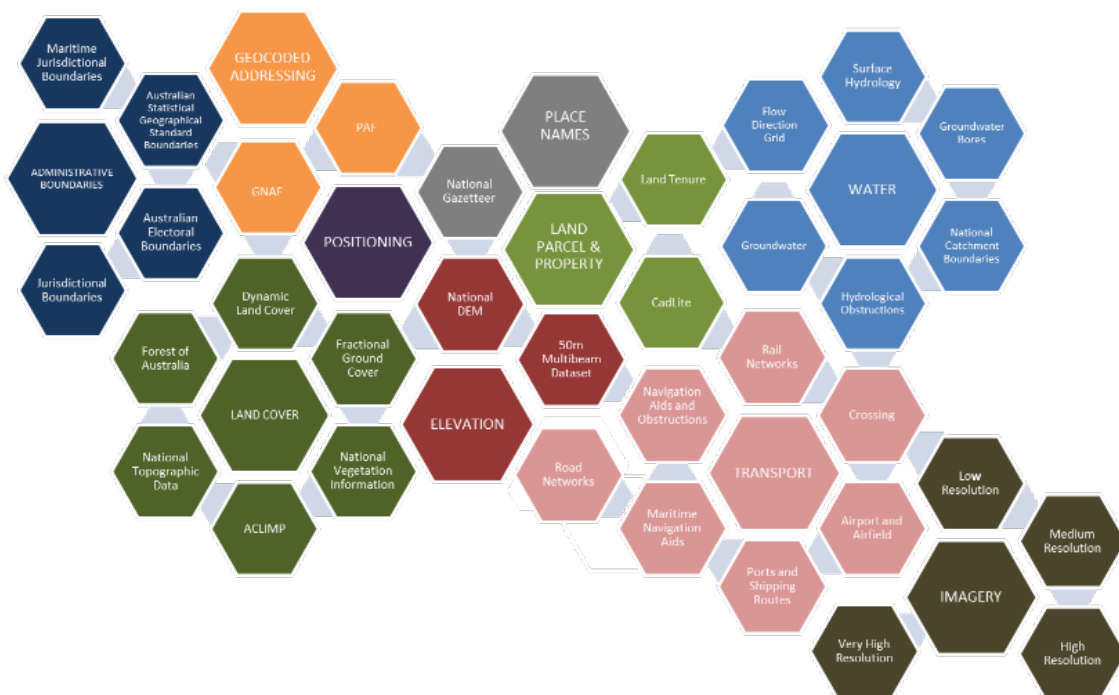 Maritime
Jurisdictional
Boundaries
Australian
Statistical
Geographical
Standard
Boundaries
ADMINISTRATIVE
BOUNDARIES
Australian
Electoral
Boundaries
Jurisdictional
Boundaries
GEOCODED
ADDRESSING
PAF
GNAF
POSITIONING
PLACE
NAMES
National
Gazetteer
LAND
PARCEL &
PROPERTY
Land Tenure
CadLite
Surface
Hydrology
Flow
Direction
Grid
Groundwater
Bores
WATER
Groundwater
National
Catchment
Boundaries
Hydrological
Obstructions
Dynamic
Land Cover
Forest of
Australia
Fractional
Ground
Cover
LAND COVER
National
Topographic
Data
National
Vegetation
Information
ACLIMP
National
DEM
50m
Multibeam
Dataset
ELEVATION
Rail
Networks
Navigation
Aids and
Obstructions
Crossing
TRANSPORT
Road
Networks
Maritime
Navigation
Aids
Airport and
Airfield
Ports and
Shipping
Routes
Low
Resolution
Medium
Resolution
IMAGERY
Very High
Resolution
High
Resolution